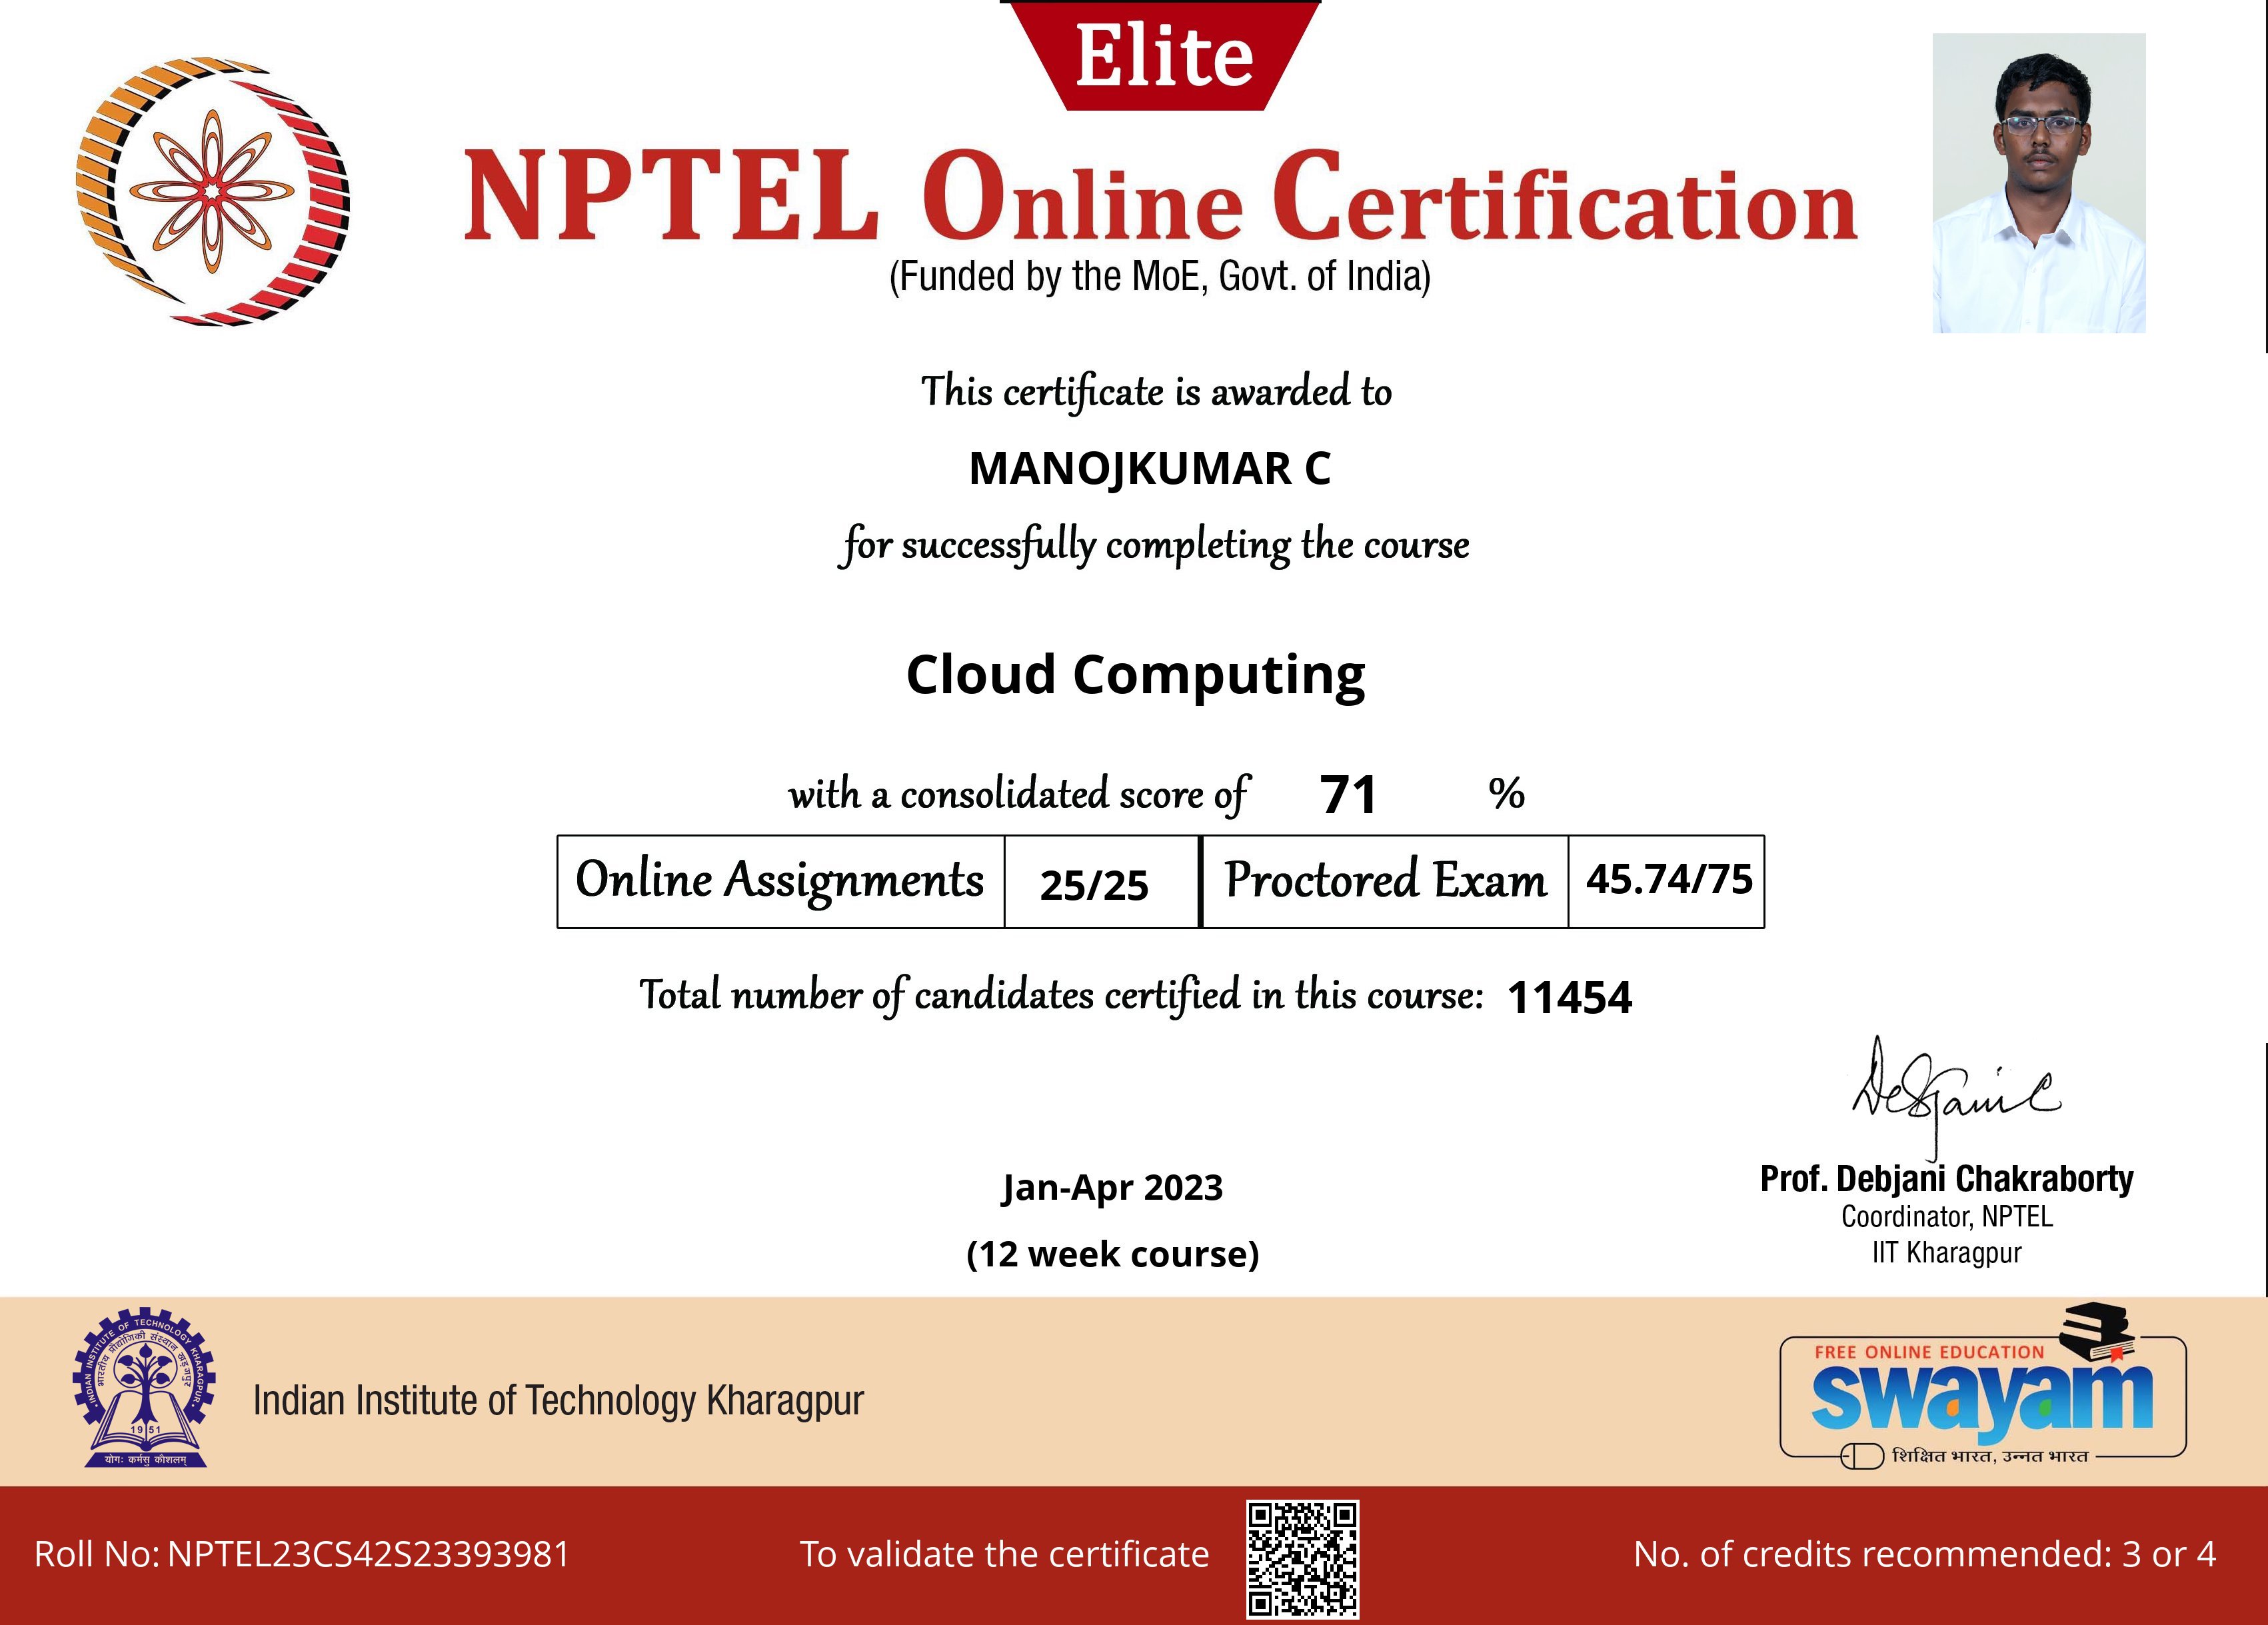 Elite
NPTEL Online Certification
(Funded by the MoE, Govt. of India)
This certificate is awarded to
MANOJKUMAR C
for successfully completing the course
Cloud Computing
with a consolidated score of 71 %
Online Assignments 25/25 Proctored Exam 45.74/75
Total number of candidates certified in this course: 11454
Debjani C
Prof. Debjani Chakraborty
Coordinator, NPTEL
IIT Kharagpur
Jan-Apr 2023
(12 week course)
INDIAN INSTITUTE OF TECHNOLOGY KHARAGPUR
भारतीय प्रौद्योगिकी संस्थान खड़गपुर
1951
योगः कर्मसु कौशलम्
Indian Institute of Technology Kharagpur
FREE ONLINE EDUCATION
swayam
शिक्षित भारत, उन्नत भारत
Roll No: NPTEL23CS42S23393981
To validate the certificate
No. of credits recommended: 3 or 4